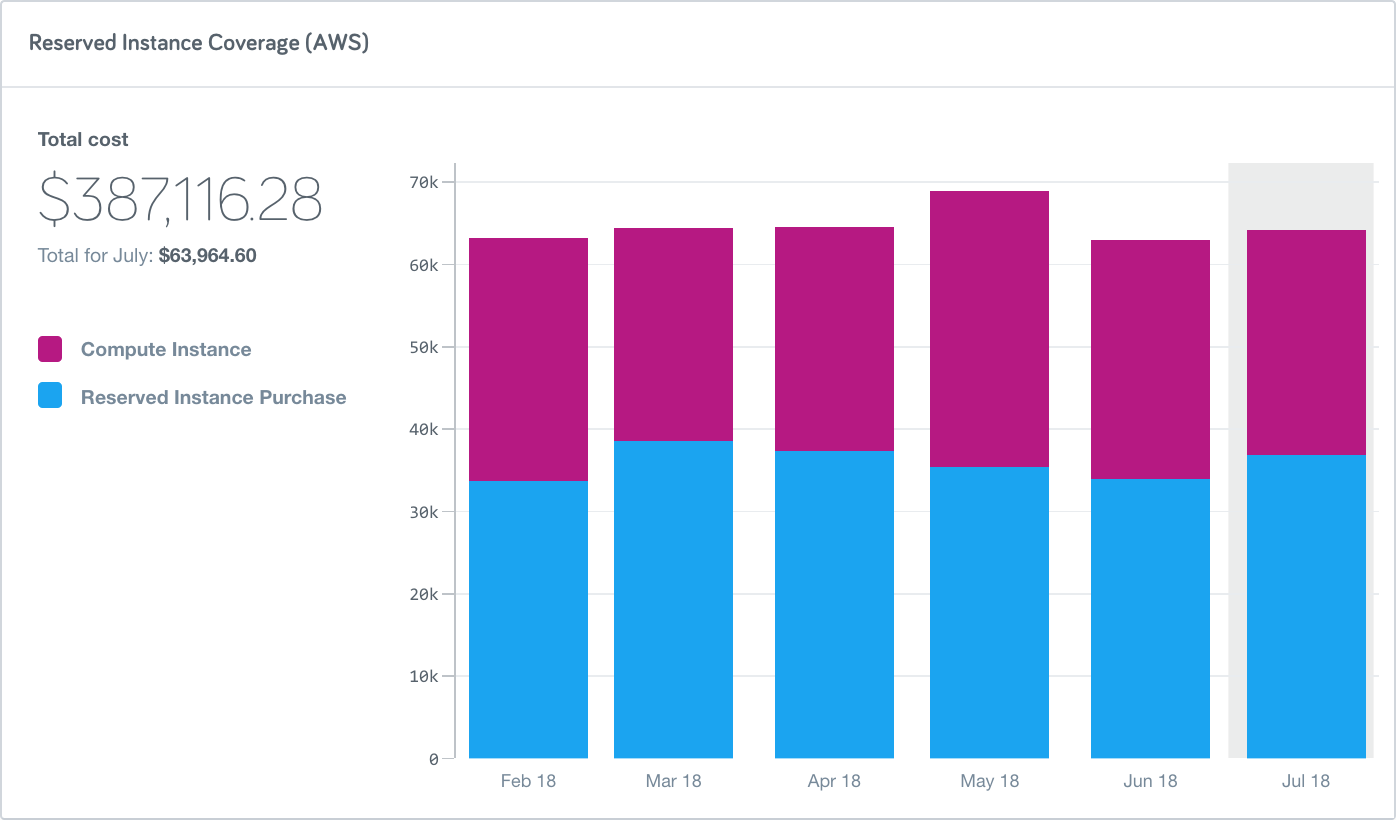 Reserved Instance Coverage (AWS)
Total cost
$387,116.28
Total for July: $63,964.60
Compute Instance
Reserved Instance Purchase
70k
60k
50k
40k
30k
20k
10k
0
Feb 18
Mar 18
Apr 18
May 18
Jun 18
Jul 18